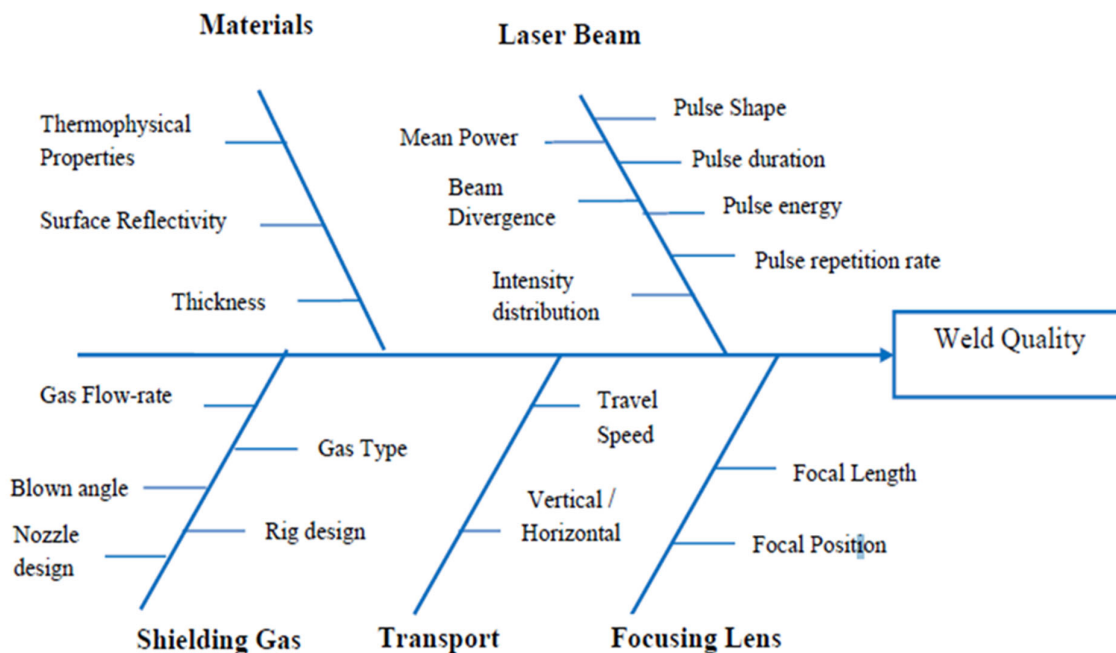 Materials
Laser Beam
Thermophysical
Properties
Surface Reflectivity
Thickness
Mean Power
Beam
Divergence
Intensity
distribution
Pulse Shape
Pulse duration
Pulse energy
Pulse repetition rate
Weld Quality
Gas Flow-rate
Gas Type
Blown angle
Rig design
Nozzle
design
Travel
Speed
Vertical /
Horizontal
Focal Length
Focal Position
Shielding Gas
Transport
Focusing Lens